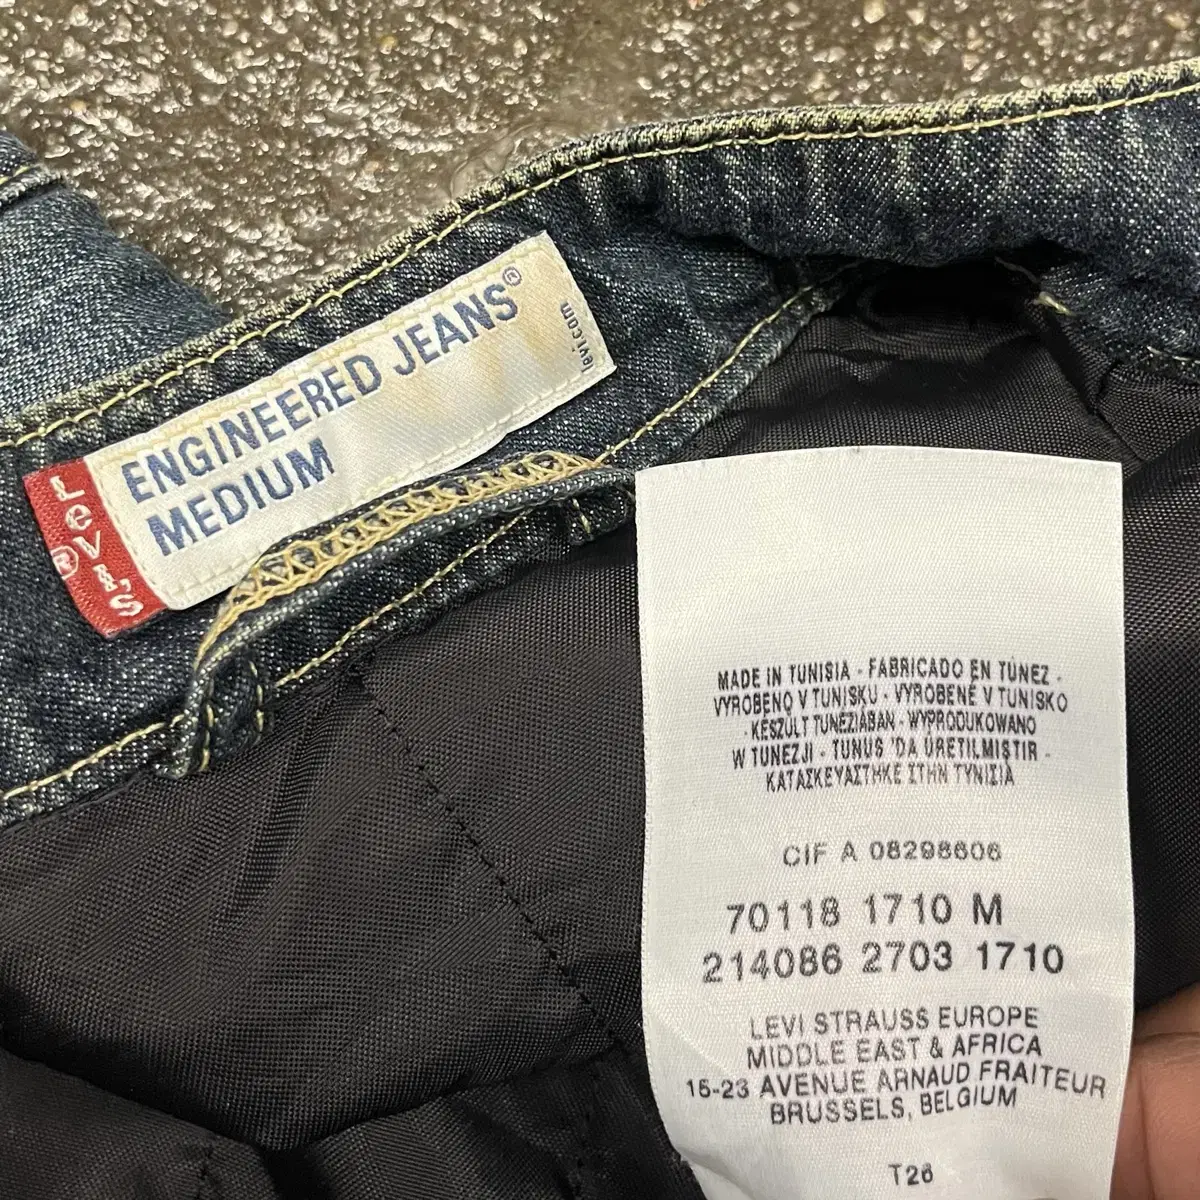 ENGINEERED JEANS®
MEDIUM
levi.com
LeVI'S
®
MADE IN TUNISIA - FABRICADO EN TÚNEZ -
VYROBENO V TUNISKU - VYROBENÉ V TUNISKO
- KÉSZÜLT TUNÉZIÁBAN - WYPRODUKOWANO
W TUNEZJI - TUNUS 'DA ÜRETILMIŞTIR -
ΚΑΤΑΣΚΕΥΑΣΤΗΚΕ ΣΤΗΝ ΤΥΝΙΣΙΑ
CIF A 08298606
70118 1710 M
214086 2703 1710
LEVI STRAUSS EUROPE
MIDDLE EAST & AFRICA
15-23 AVENUE ARNAUD FRAITEUR
BRUSSELS, BELGIUM
T26